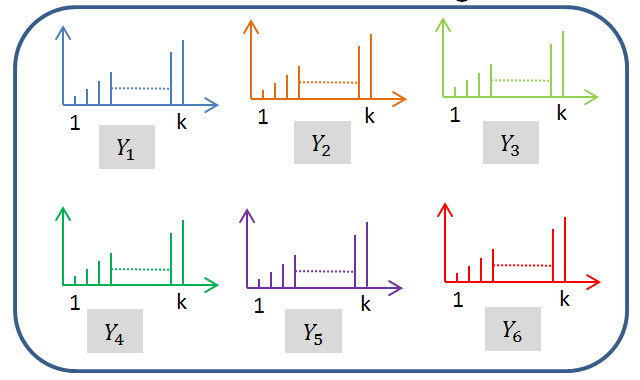 1 k 1 k 1 k
Y₁ Y₂ Y₃
1 k 1 k 1 k
Y₄ Y₅ Y₆